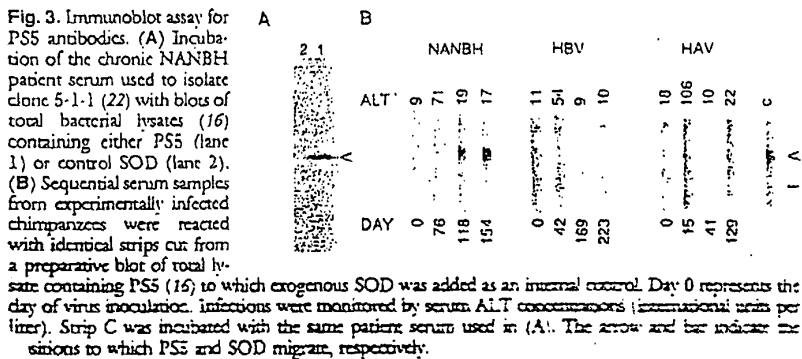 Fig. 3. Immunoblot assay for
PS5 antibodies. (A) Incuba-
tion of the chronic NANBH
patient serum used to isolate
clone 5-1-1 (22) with blots of
total bacterial lysates (16)
containing either PS5 (lane
1) or control SOD (lane 2).
(B) Sequential serum samples
from experimentally infected
chimpanzees were reacted
with identical strips cut from
a preparative blot of total ly-
sate containing PS5 (16) to which exogenous SOD was added as an internal control. Day 0 represents the
day of virus inoculation. Infections were monitored by serum ALT concentrations (international units per
liter). Strip C was incubated with the same patient serum used in (A). The arrow and bar indicate
sitions to which PS5 and SOD migrate, respectively.
A
2 1
<
B
NANBH HBV HAV
ALT 9 71 19 17 11 54 9 10 18 106 10 22 C
<
DAY 0 76 118 154 0 42 169 223 0 15 41 129